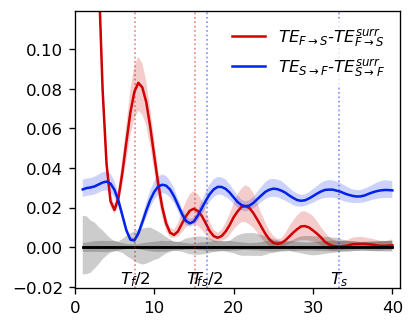 TE_{F→S}-TE^{surr}_{F→S}
TE_{S→F}-TE^{surr}_{S→F}
0.10
0.08
0.06
0.04
0.02
0.00
−0.02
T_f/2
T_f
T_s/2
T_s
0
10
20
30
40